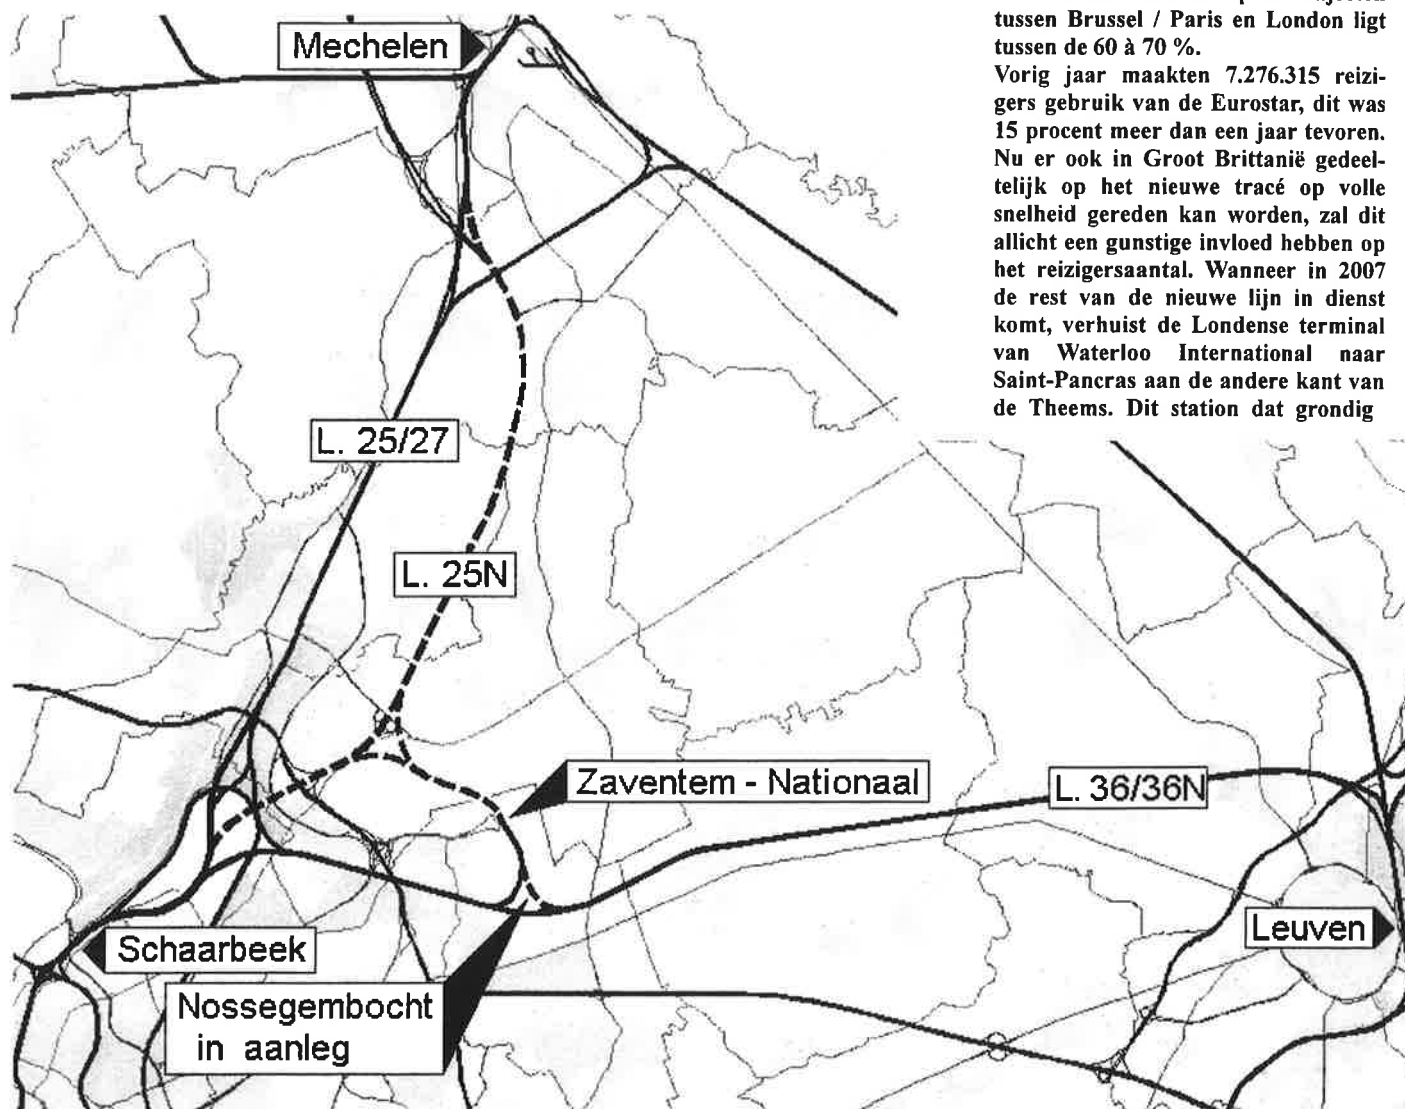 tussen Brussel / Paris en London ligt
tussen de 60 à 70 %.
Vorig jaar maakten 7.276.315 reizi-
gers gebruik van de Eurostar, dit was
15 procent meer dan een jaar tevoren.
Nu er ook in Groot Brittanië gedeel-
telijk op het nieuwe tracé op volle
snelheid gereden kan worden, zal dit
allicht een gunstige invloed hebben op
het reizigersaantal. Wanneer in 2007
de rest van de nieuwe lijn in dienst
komt, verhuist de Londense terminal
van Waterloo International naar
Saint-Pancras aan de andere kant van
de Theems. Dit station dat grondig
Mechelen
L. 25/27
L. 25N
Zaventem - Nationaal
L. 36/36N
Leuven
Schaarbeek
Nossegembocht
in aanleg